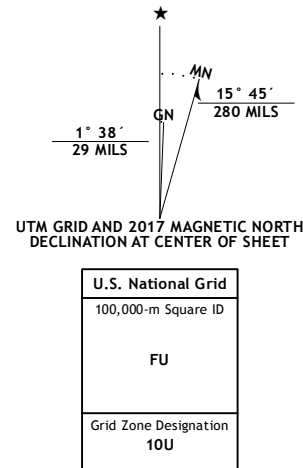 ★
MN
GN
15° 45´
280 MILS
1° 38´
29 MILS
UTM GRID AND 2017 MAGNETIC NORTH
DECLINATION AT CENTER OF SHEET
U.S. National Grid
100,000-m Square ID
FU
Grid Zone Designation
10U